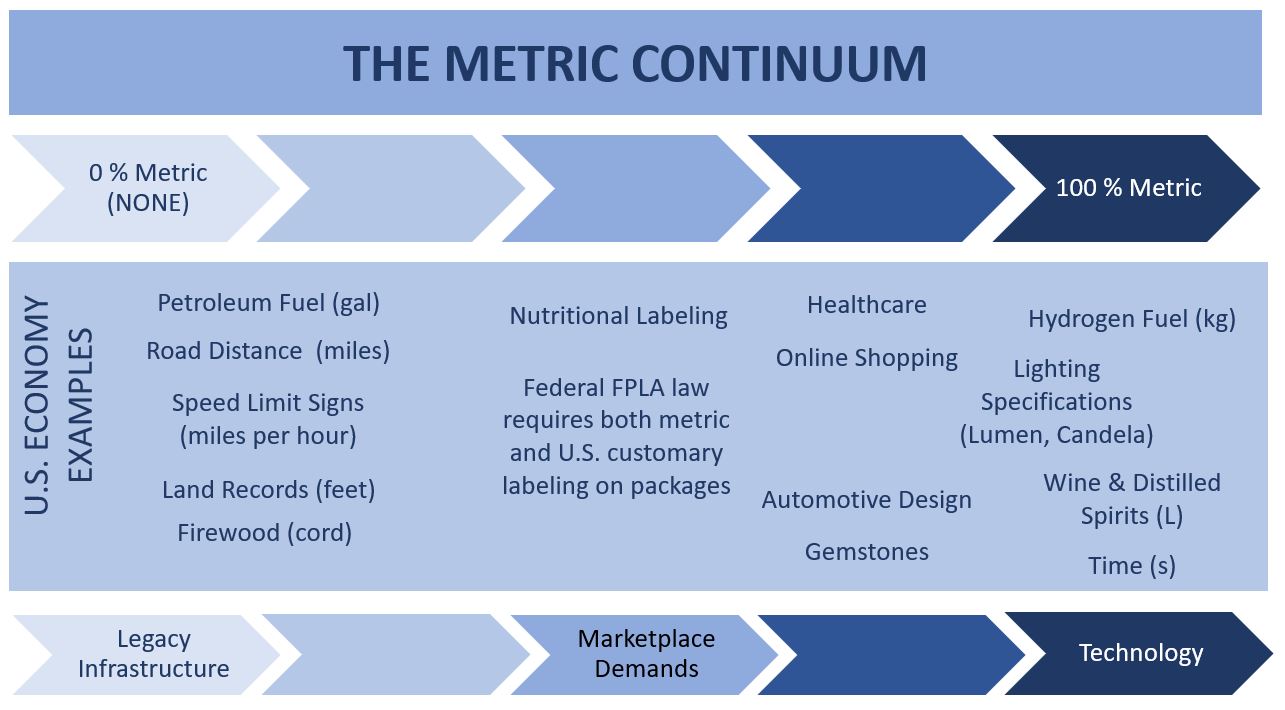 THE METRIC CONTINUUM
0 % Metric
(NONE)
100 % Metric
U.S. ECONOMY
EXAMPLES
Petroleum Fuel (gal)
Road Distance  (miles)
Speed Limit Signs
(miles per hour)
Land Records (feet)
Firewood (cord)
Nutritional Labeling
Federal FPLA law
requires both metric
and U.S. customary
labeling on packages
Healthcare
Online Shopping
Automotive Design
Gemstones
Hydrogen Fuel (kg)
Lighting
Specifications
(Lumen, Candela)
Wine & Distilled
Spirits (L)
Time (s)
Legacy
Infrastructure
Marketplace
Demands
Technology